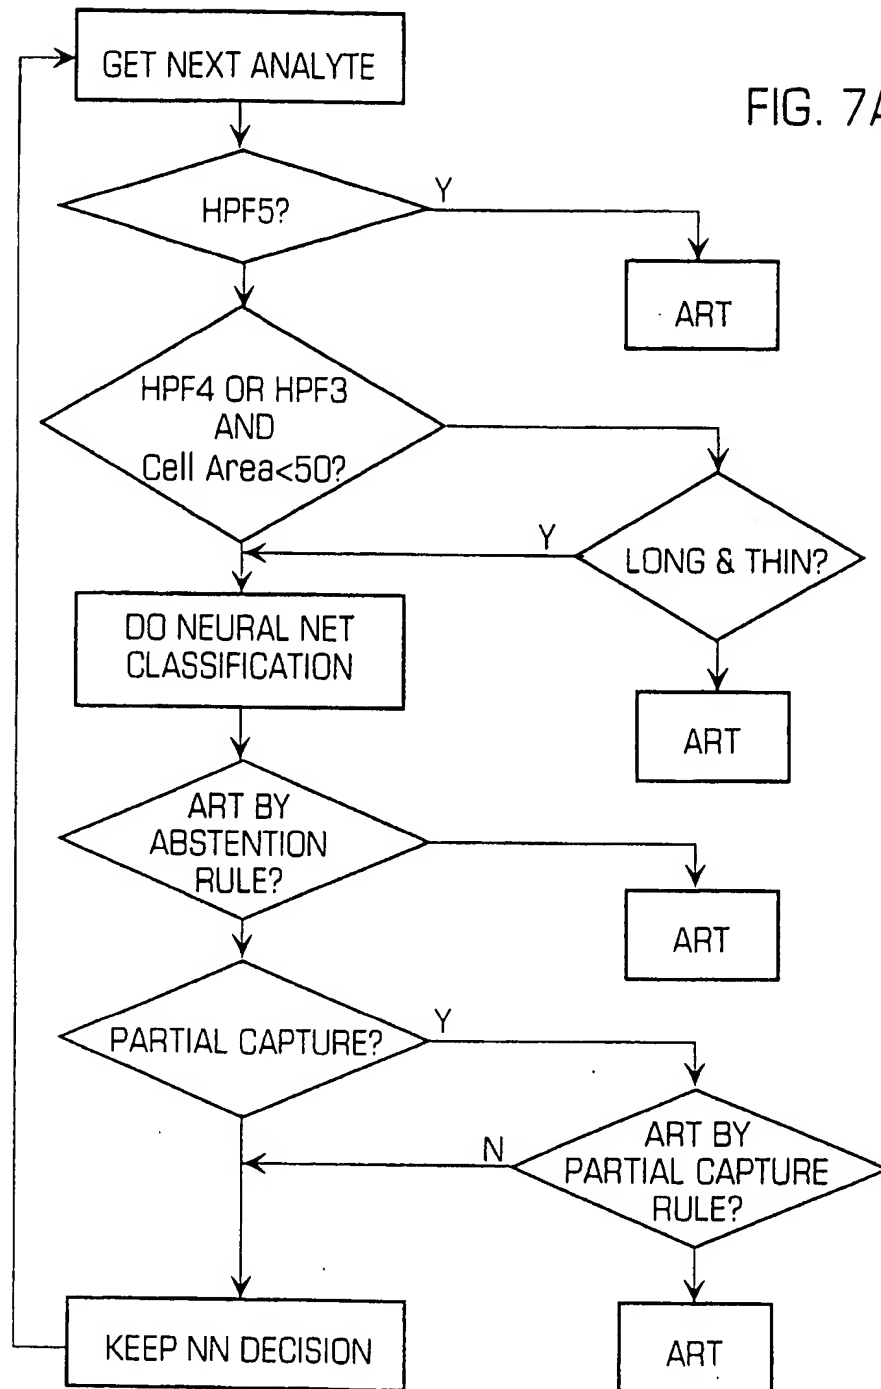 GET NEXT ANALYTE
FIG. 7A
HPF5?
Y
ART
HPF4 OR HPF3
AND
Cell Area<50?
Y
LONG & THIN?
DO NEURAL NET
CLASSIFICATION
ART
ART BY
ABSTENTION
RULE?
ART
PARTIAL CAPTURE?
Y
N
ART BY
PARTIAL CAPTURE
RULE?
KEEP NN DECISION
ART